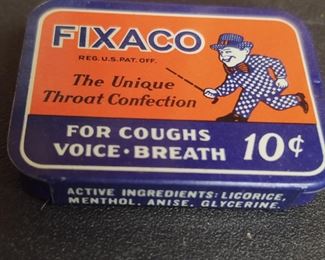 FIXACO
REG. U.S. PAT. OFF.
The Unique
Throat Confection
FOR COUGHS
VOICE • BREATH 10¢
ACTIVE INGREDIENTS: LICORICE,
MENTHOL, ANISE, GLYCERINE.